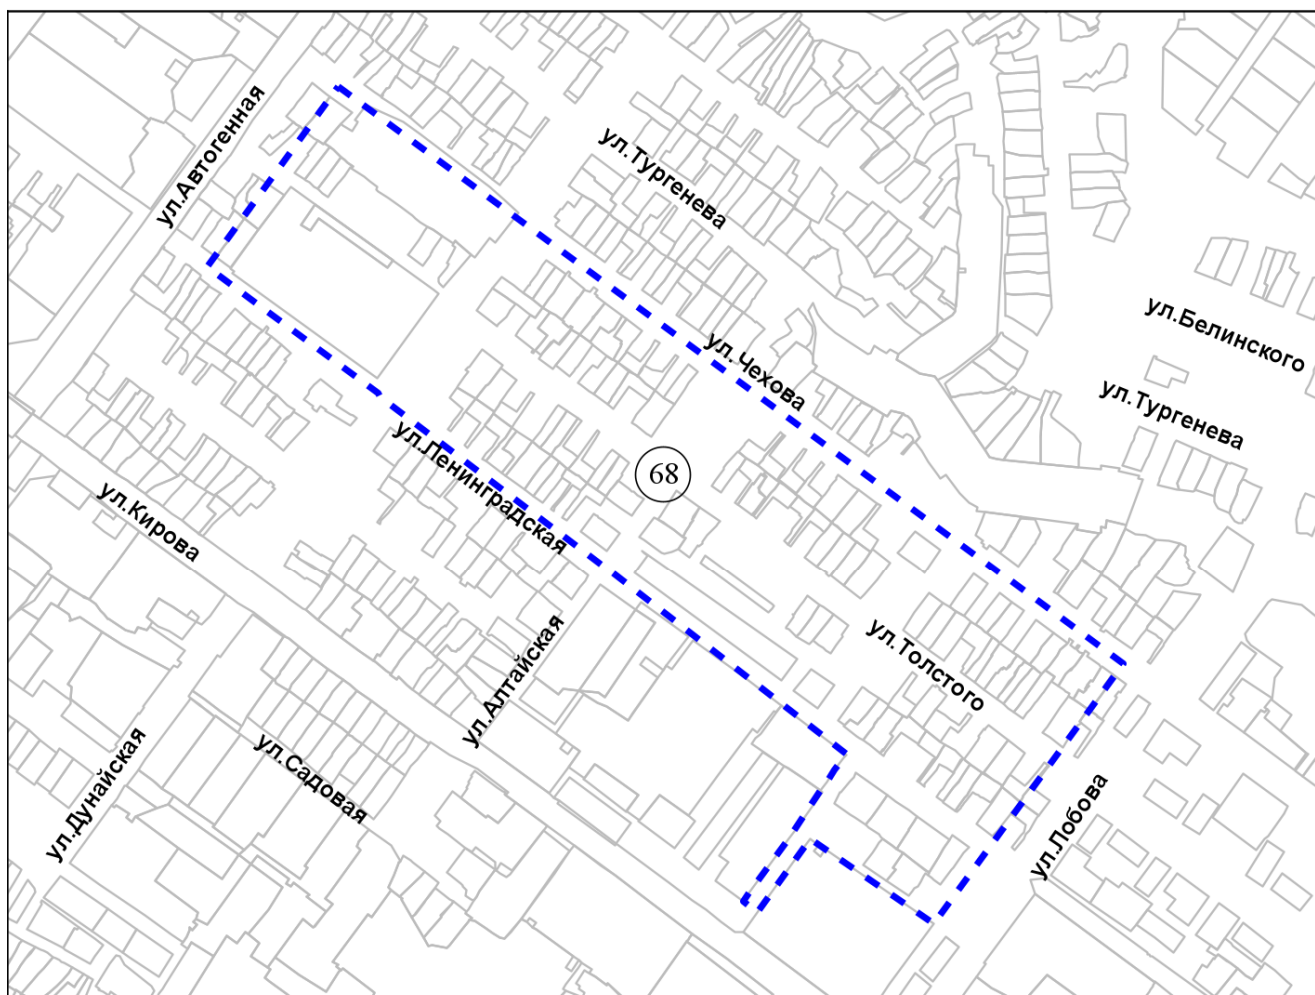 ул.Автогенная
ул.Тургенева
ул.Белинского
ул.Чехова
ул.Тургенева
ул.Ленинградская
68
ул.Кирова
ул.Толстого
ул.Алтайская
ул.Садовая
ул.Дунайская
ул.Лобова